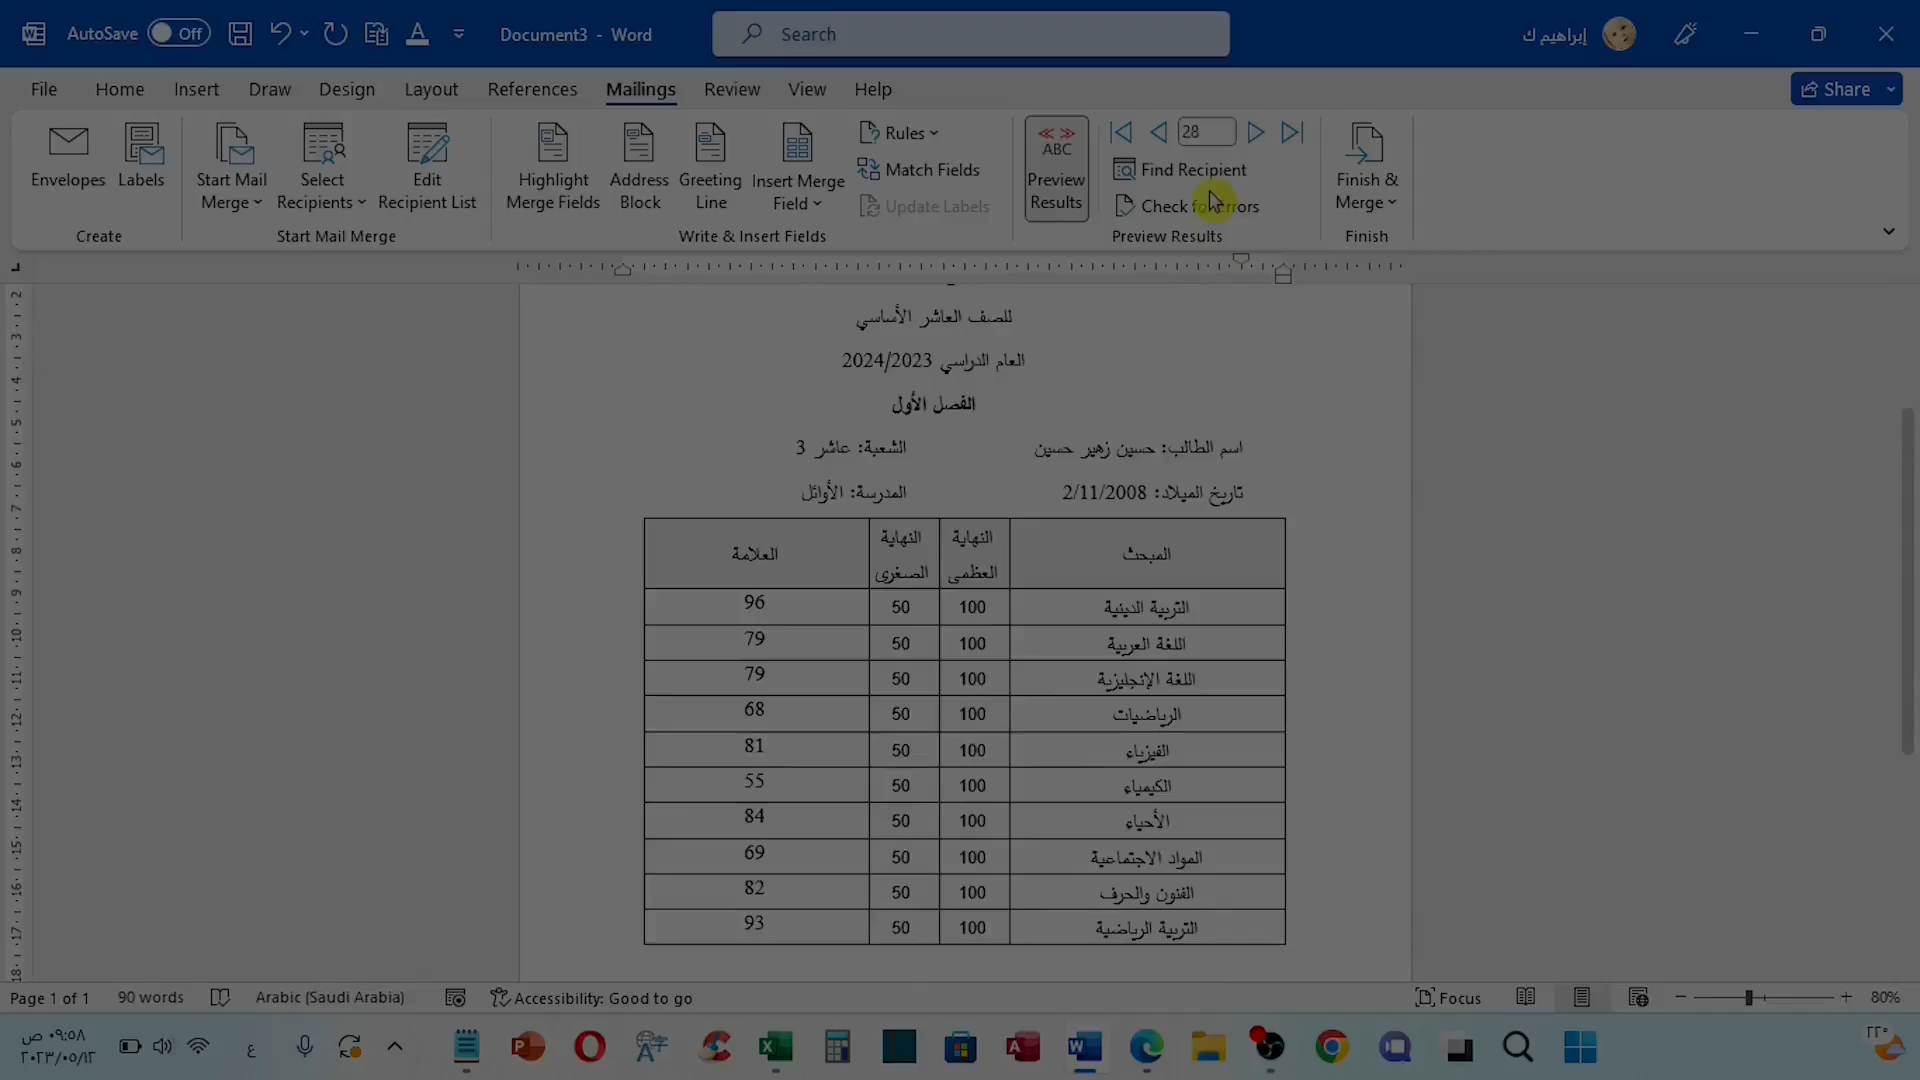 AutoSave Off Document3 - Word Search إبراهيم ك
File Home Insert Draw Design Layout References Mailings Review View Help Share
Envelopes Labels Start Mail Merge Select Recipients Edit Recipient List Highlight Merge Fields Address Block Greeting Line Insert Merge Field Rules Match Fields Update Labels ABC Preview Results 28 Find Recipient Check for Errors Finish & Merge
Create Start Mail Merge Write & Insert Fields Preview Results Finish
للصف العاشر الأساسي
العام الدراسي 2024/2023
الفصل الأول
اسم الطالب: حسين زهير حسين الشعبة: عاشر 3
تاريخ الميلاد: 2/11/2008 المدرسة: الأوائل
المبحث النهاية العظمى النهاية الصغرى العلامة
التربية الدينية 100 50 96
اللغة العربية 100 50 79
اللغة الإنجليزية 100 50 79
الرياضيات 100 50 68
الفيزياء 100 50 81
الكيمياء 100 50 55
الأحياء 100 50 84
المواد الاجتماعية 100 50 69
الفنون والحرف 100 50 82
التربية الرياضية 100 50 93
Page 1 of 1 90 words Arabic (Saudi Arabia) Accessibility: Good to go Focus 80%
٠٩:٥٨ ص
٢٠٢٣/٠٥/١٢
ع
٢٢°